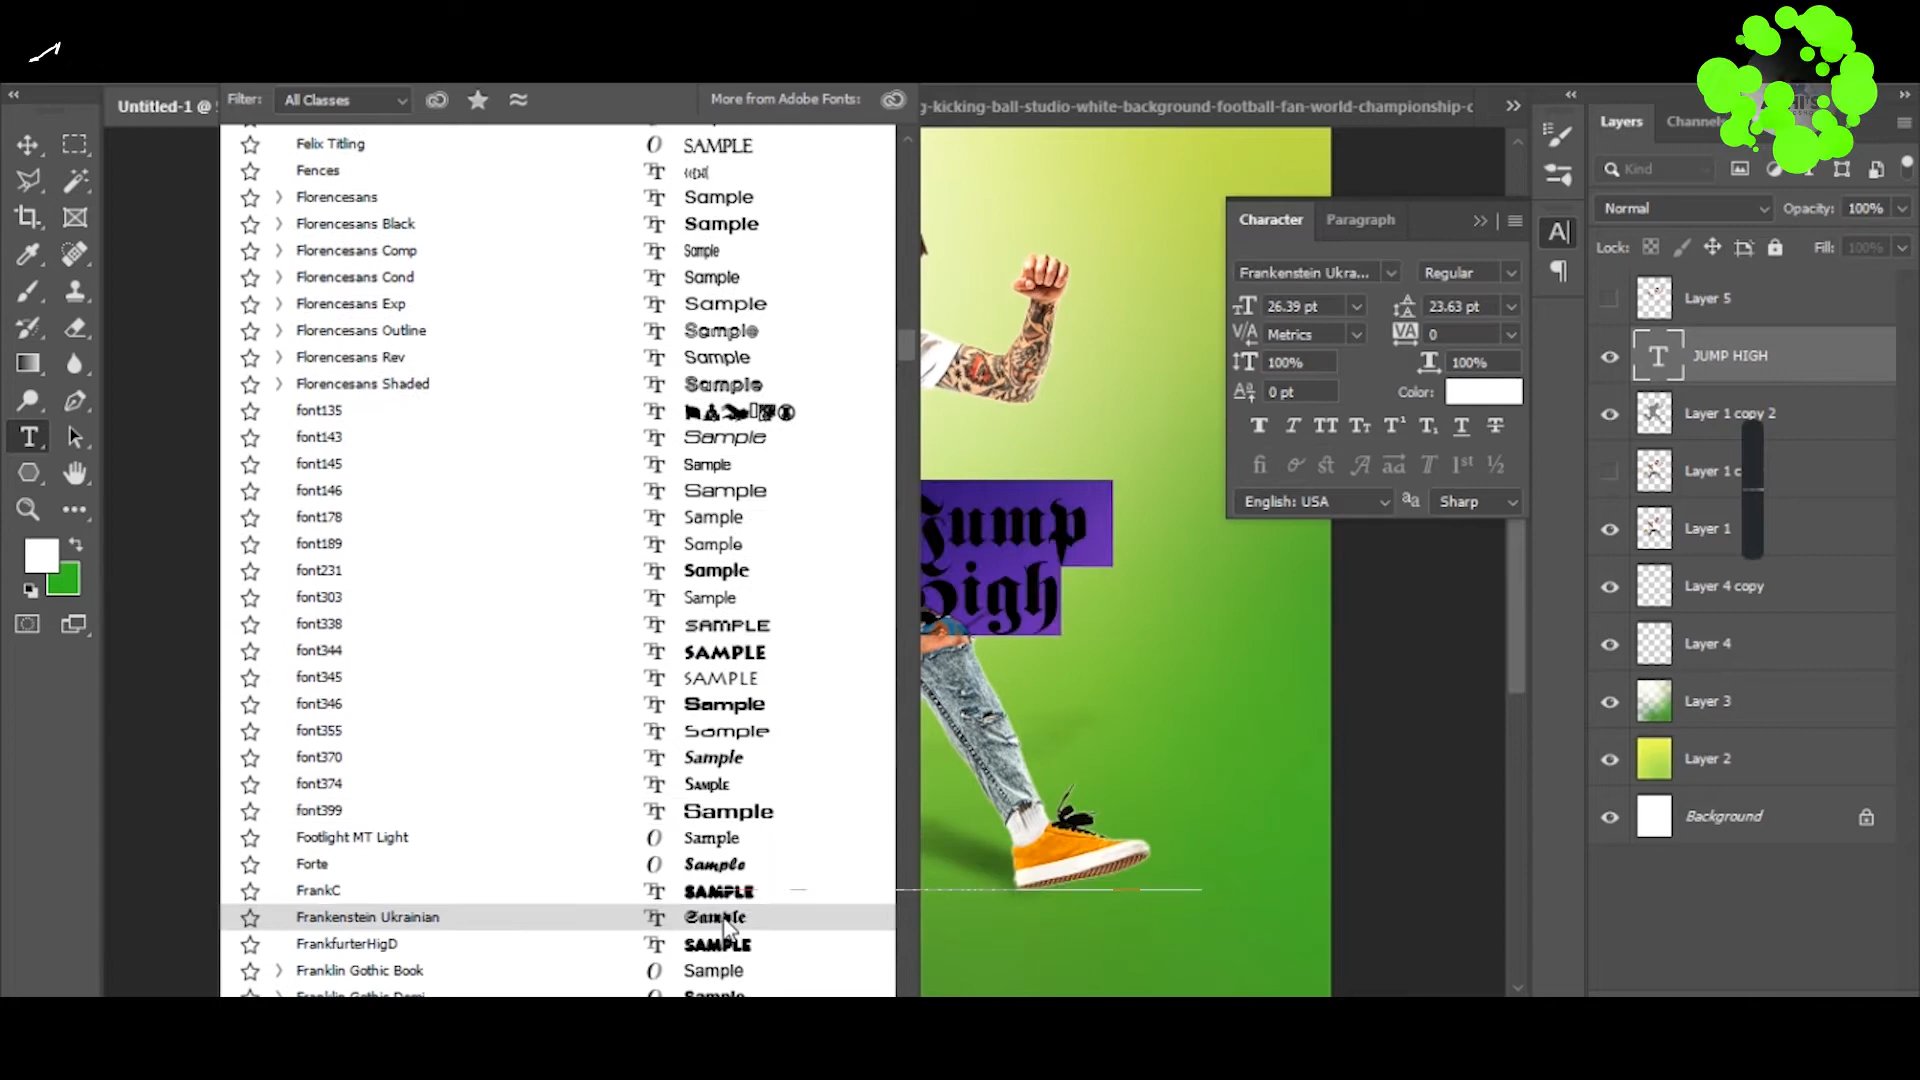 Untitled-1 @
Filter: All Classes
More from Adobe Fonts:
g-kicking-ball-studio-white-background-football-fan-world-championship-c
Felix Titling SAMPLE
Fences
Florencesans Sample
Florencesans Black Sample
Florencesans Comp Sample
Florencesans Cond Sample
Florencesans Exp Sample
Florencesans Outline Sample
Florencesans Rev Sample
Florencesans Shaded Sample
font135
font143 Sample
font145 Sample
font146 Sample
font178 Sample
font189 Sample
font231 Sample
font303 Sample
font338 SAMPLE
font344 SAMPLE
font345 SAMPLE
font346 Sample
font355 Sample
font370 Sample
font374 Sample
font399 Sample
Footlight MT Light Sample
Forte Sample
FrankC SAMPLE
Frankenstein Ukrainian Sample
FrankfurterHigD SAMPLE
Franklin Gothic Book Sample
Franklin Gothic Demi Sample
Jump
High
Character Paragraph
Frankenstein Ukra... Regular
26.39 pt 23.63 pt
Metrics 0
100% 100%
0 pt Color:
English: USA Sharp
Layers Channels
Kind
Normal Opacity: 100%
Lock: Fill: 100%
Layer 5
JUMP HIGH
Layer 1 copy 2
Layer 1 c
Layer 1
Layer 4 copy
Layer 4
Layer 3
Layer 2
Background